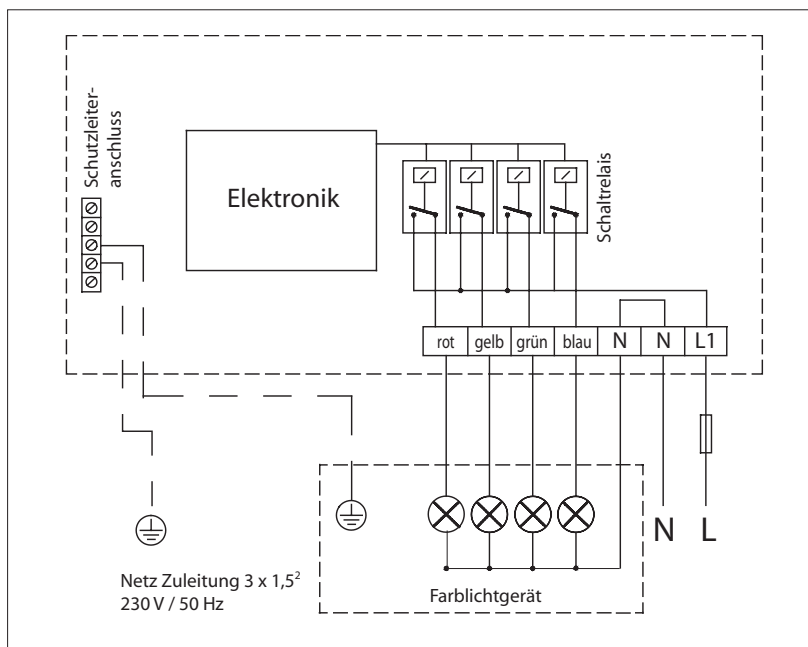 Schutzleiter-
anschluss
Elektronik
Schaltrelais
rot gelb grün blau N N L1
N L
Netz Zuleitung 3 x 1,5²
230 V / 50 Hz
Farblichtgerät